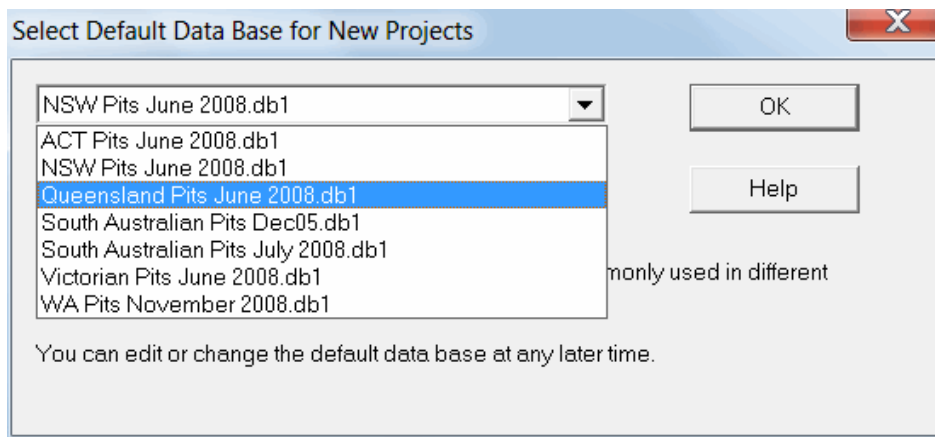 Select Default Data Base for New Projects
X
NSW Pits June 2008.db1
OK
ACT Pits June 2008.db1
NSW Pits June 2008.db1
Queensland Pits June 2008.db1
Help
South Australian Pits Dec05.db1
South Australian Pits July 2008.db1
Victorian Pits June 2008.db1
used in different
WA Pits November 2008.db1
You can edit or change the default data base at any later time.